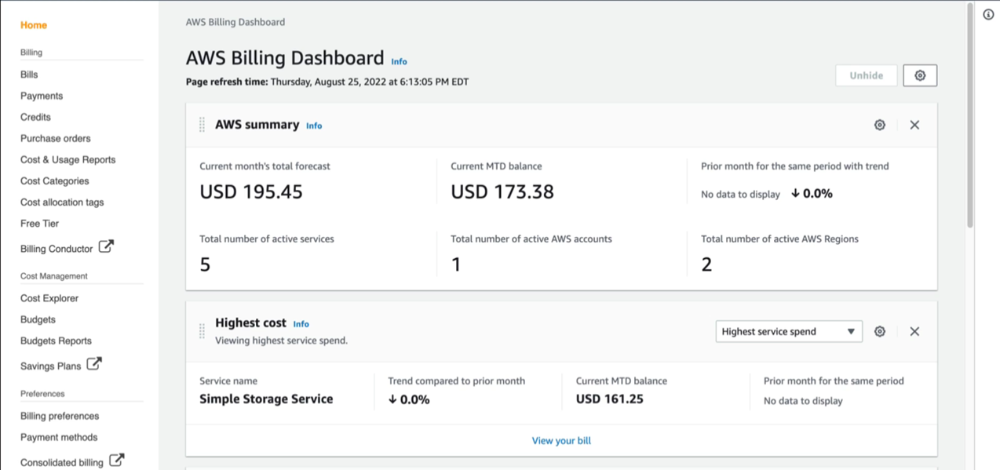 Home
Billing
Bills
Payments
Credits
Purchase orders
Cost & Usage Reports
Cost Categories
Cost allocation tags
Free Tier
Billing Conductor
Cost Management
Cost Explorer
Budgets
Budgets Reports
Savings Plans
Preferences
Billing preferences
Payment methods
Consolidated billing
AWS Billing Dashboard
AWS Billing Dashboard Info
Page refresh time: Thursday, August 25, 2022 at 6:13:05 PM EDT
Unhide
AWS summary Info
Current month's total forecast
USD 195.45
Current MTD balance
USD 173.38
Prior month for the same period with trend
No data to display ↓ 0.0%
Total number of active services
5
Total number of active AWS accounts
1
Total number of active AWS Regions
2
Highest cost Info
Viewing highest service spend.
Highest service spend
Service name
Simple Storage Service
Trend compared to prior month
↓ 0.0%
Current MTD balance
USD 161.25
Prior month for the same period
No data to display
View your bill